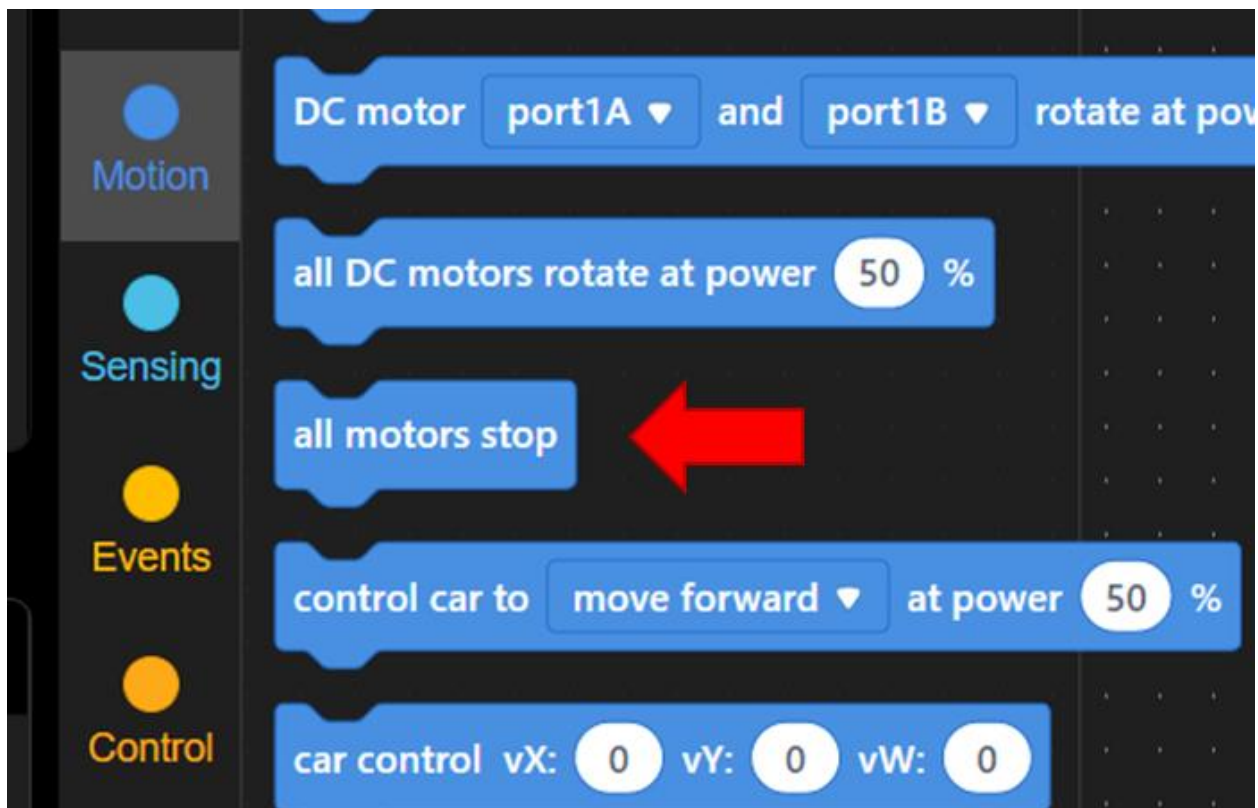 Motion
Sensing
Events
Control
DC motor port1A and port1B rotate at
all DC motors rotate at power 50 %
all motors stop
control car to move forward at power 50 %
car control vX: 0 vY: 0 vW: 0